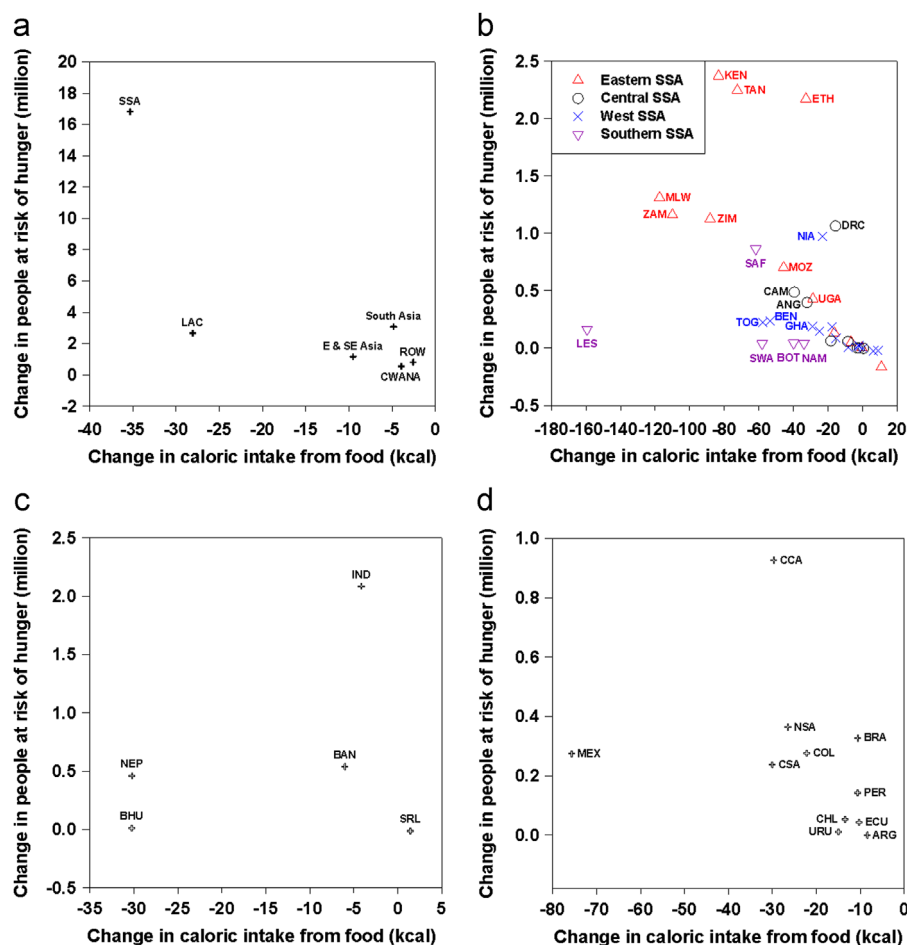 a
Change in people at risk of hunger (million)
20
18
16
14
12
10
8
6
4
2
0
-2
SSA
LAC
South Asia
E & SE Asia
ROW
CWANA
-40 -35 -30 -25 -20 -15 -10 -5 0
Change in caloric intake from food (kcal)
b
Change in people at risk of hunger (million)
2.5
2.0
1.5
1.0
0.5
0.0
-0.5
Eastern SSA
Central SSA
West SSA
Southern SSA
KEN
TAN
ETH
MLW
ZAM
ZIM
DRC
NIA
SAF
MOZ
CAM
ANG
UGA
TOG
BEN
GHA
LES
SWA
BOT
NAM
-180 -160 -140 -120 -100 -80 -60 -40 -20 0 20
Change in caloric intake from food (kcal)
c
Change in people at risk of hunger (million)
2.5
2.0
1.5
1.0
0.5
0.0
-0.5
IND
NEP
BAN
BHU
SRL
-35 -30 -25 -20 -15 -10 -5 0 5
Change in caloric intake from food (kcal)
d
Change in people at risk of hunger (million)
1.0
0.8
0.6
0.4
0.2
0.0
CCA
NSA
BRA
MEX
COL
CSA
PER
CHL
ECU
URU
ARG
-80 -70 -60 -50 -40 -30 -20 -10 0
Change in caloric intake from food (kcal)